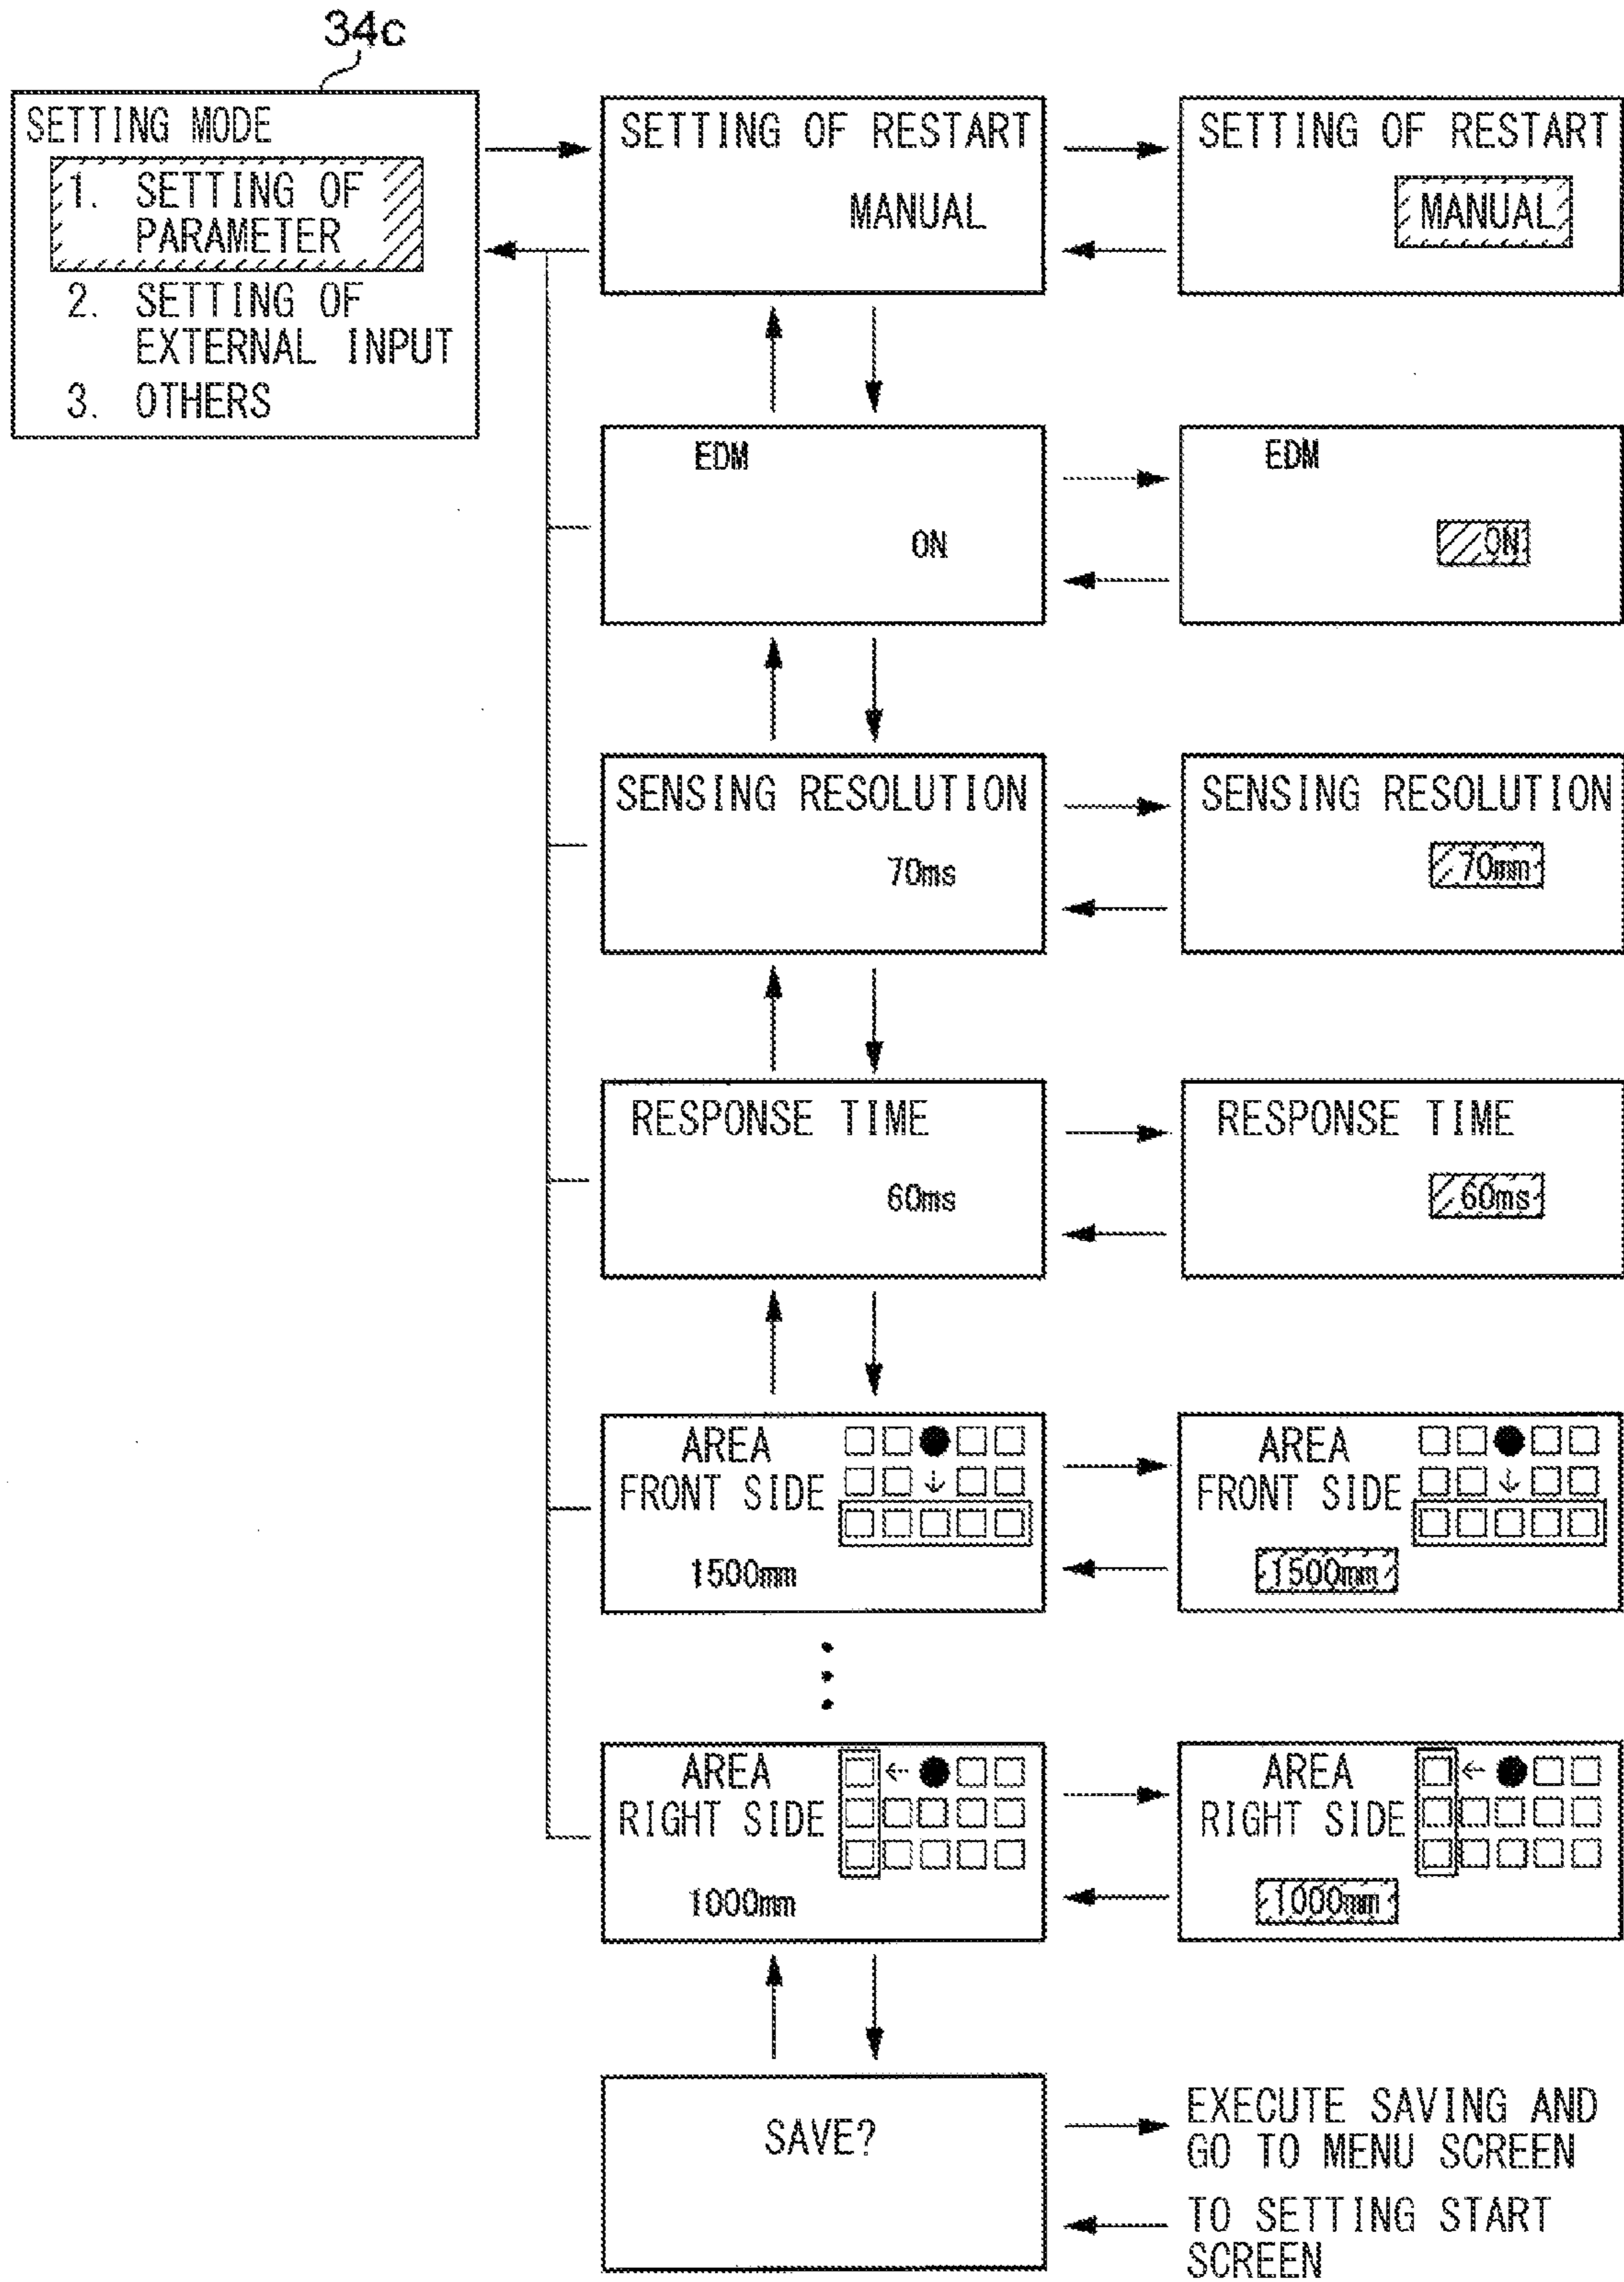 34c
SETTING MODE
1. SETTING OF
PARAMETER
2. SETTING OF
EXTERNAL INPUT
3. OTHERS
SETTING OF RESTART
MANUAL
SETTING OF RESTART
MANUAL
EDM
ON
EDM
ON
SENSING RESOLUTION
70ms
SENSING RESOLUTION
70mm
RESPONSE TIME
60ms
RESPONSE TIME
60ms
AREA
FRONT SIDE
1500mm
AREA
FRONT SIDE
1500mm
AREA
RIGHT SIDE
1000mm
AREA
RIGHT SIDE
1000mm
SAVE?
EXECUTE SAVING AND
GO TO MENU SCREEN
TO SETTING START
SCREEN